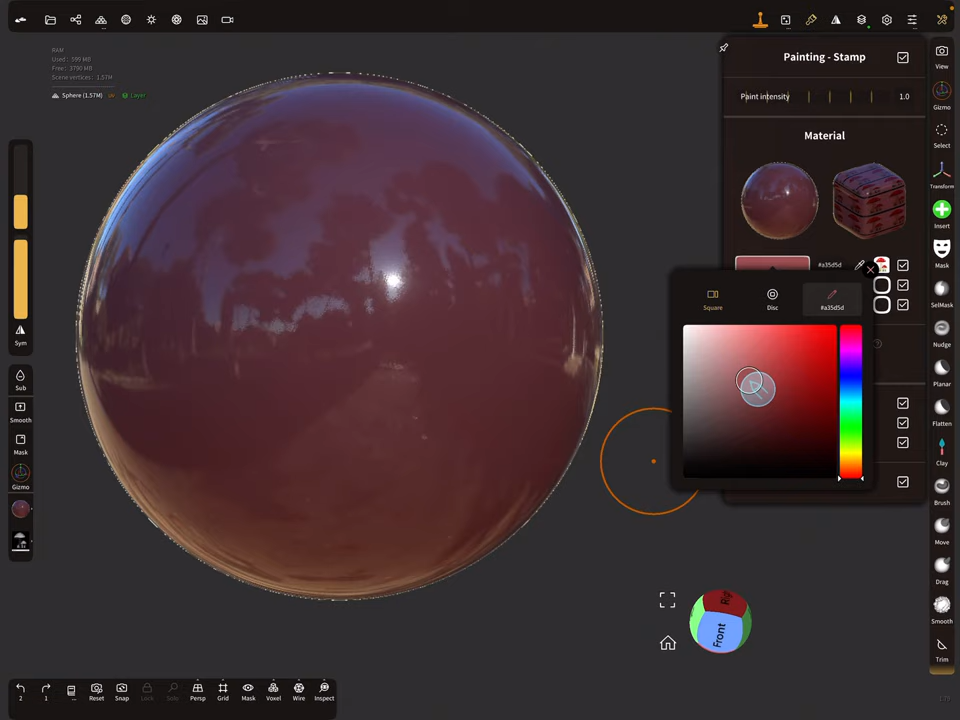 RAM
Used : 599 MB
Free : 3790 MB
Scene vertices : 1.57M
Sphere (1.57M) UV Layer
Painting - Stamp
Paint intensity 1.0
Material
#a35d5d
Square
Disc
#a35d5d
Sym
Sub
Smooth
Mask
Gizmo
View
Gizmo
Select
Transform
Insert
Mask
SelMask
Nudge
Planar
Flatten
Clay
Brush
Move
Drag
Smooth
Trim
Front
2
1
...
Reset
Snap
Lock
Solo
Persp
Grid
Mask
Voxel
Wire
Inspect